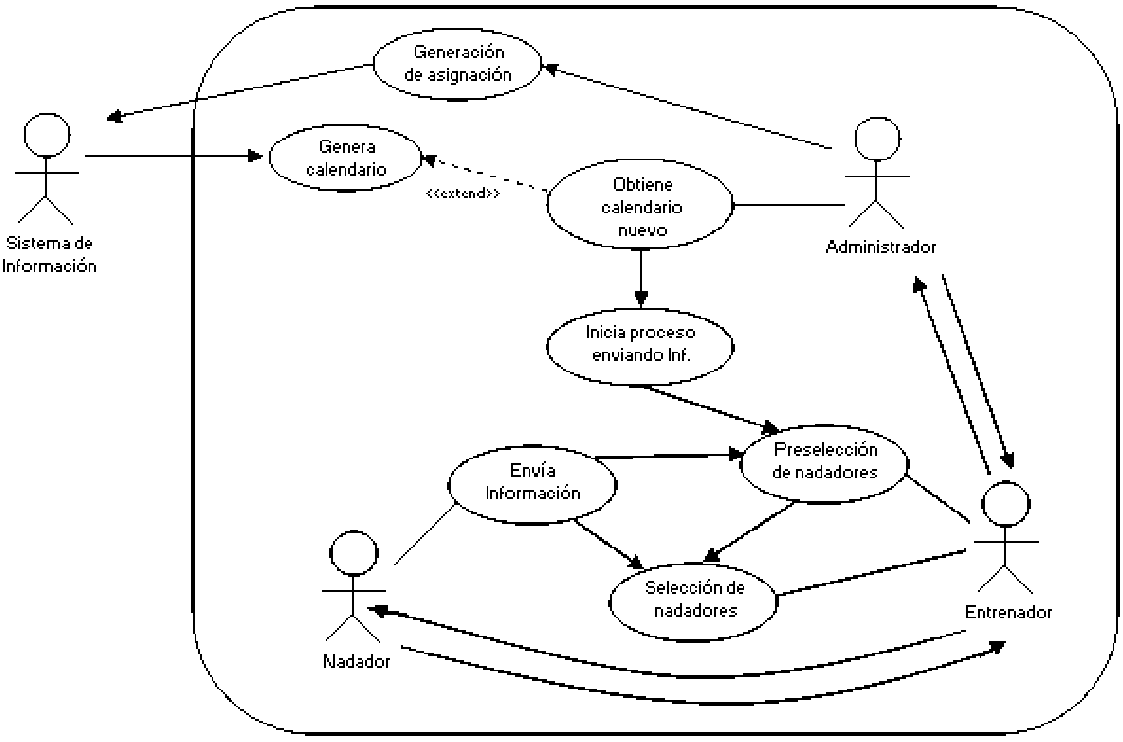 Generación
de asignación
Genera
calendario
<<extend>>
Obtiene
calendario
nuevo
Sistema de
Información
Administrador
Inicia proceso
enviando Inf.
Preselección
de nadadores
Envía
Información
Selección de
nadadores
Entrenador
Nadador